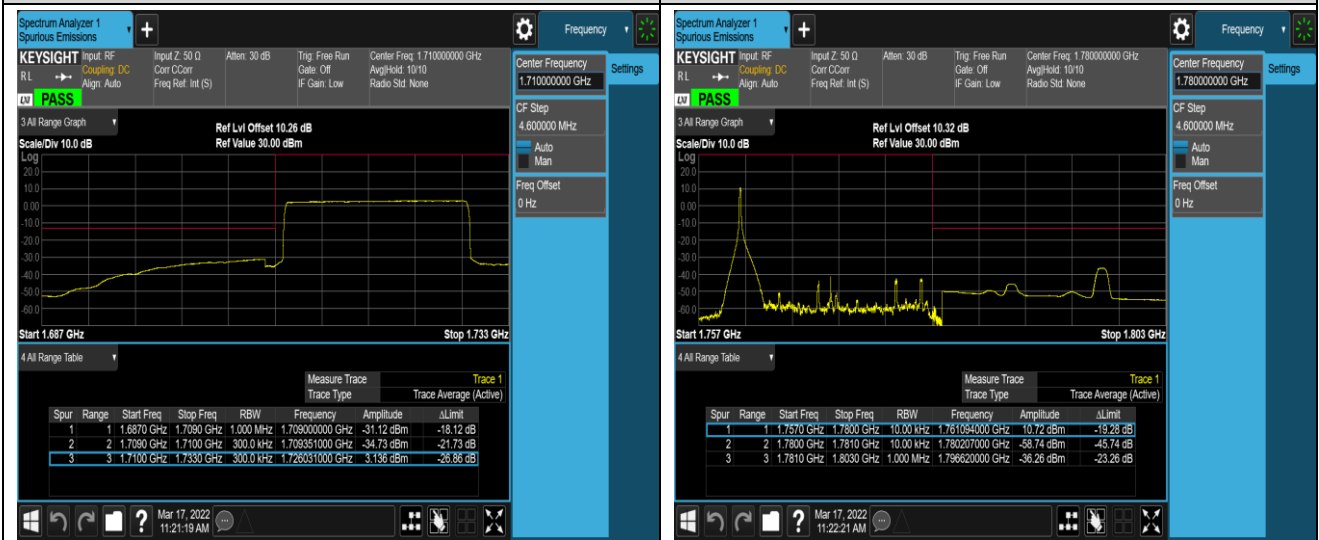 Spectrum Analyzer 1
Spurious Emissions
Frequency
KEYSIGHT Input: RF Input Z: 50 Ω Atten: 30 dB Trig: Free Run Center Freq: 1.710000000 GHz
Coupling: DC Corr CCorr Gate: Off Avg|Hold: 10/10
R L Align: Auto Freq Ref: Int (S) IF Gain: Low Radio Std: None
LXI PASS
3 All Range Graph
Ref Lvl Offset 10.26 dB
Scale/Div 10.0 dB Ref Value 30.00 dBm
Log
20.0
10.0
0.00
-10.0
-20.0
-30.0
-40.0
-50.0
-60.0
Start 1.687 GHz Stop 1.733 GHz
4 All Range Table
Measure Trace Trace 1
Trace Type Trace Average (Active)
Spur Range Start Freq Stop Freq RBW Frequency Amplitude ΔLimit
1 1 1.6870 GHz 1.7090 GHz 1.000 MHz 1.709000000 GHz -31.12 dBm -18.12 dB
2 2 1.7090 GHz 1.7100 GHz 300.0 kHz 1.709351000 GHz -34.73 dBm -21.73 dB
3 3 1.7100 GHz 1.7330 GHz 300.0 kHz 1.726031000 GHz 3.136 dBm -26.86 dB
Center Frequency
1.710000000 GHz
Settings
CF Step
4.600000 MHz
Auto
Man
Freq Offset
0 Hz
Mar 17, 2022
11:21:19 AM
Spectrum Analyzer 1
Spurious Emissions
Frequency
KEYSIGHT Input: RF Input Z: 50 Ω Atten: 30 dB Trig: Free Run Center Freq: 1.780000000 GHz
Coupling: DC Corr CCorr Gate: Off Avg|Hold: 10/10
R L Align: Auto Freq Ref: Int (S) IF Gain: Low Radio Std: None
LXI PASS
3 All Range Graph
Ref Lvl Offset 10.32 dB
Scale/Div 10.0 dB Ref Value 30.00 dBm
Log
20.0
10.0
0.00
-10.0
-20.0
-30.0
-40.0
-50.0
-60.0
Start 1.757 GHz Stop 1.803 GHz
4 All Range Table
Measure Trace Trace 1
Trace Type Trace Average (Active)
Spur Range Start Freq Stop Freq RBW Frequency Amplitude ΔLimit
1 1 1.7570 GHz 1.7800 GHz 10.00 kHz 1.761094000 GHz 10.72 dBm -19.28 dB
2 2 1.7800 GHz 1.7810 GHz 10.00 kHz 1.780207000 GHz -58.74 dBm -45.74 dB
3 3 1.7810 GHz 1.8030 GHz 1.000 MHz 1.796620000 GHz -36.26 dBm -23.26 dB
Center Frequency
1.780000000 GHz
Settings
CF Step
4.600000 MHz
Auto
Man
Freq Offset
0 Hz
Mar 17, 2022
11:22:21 AM